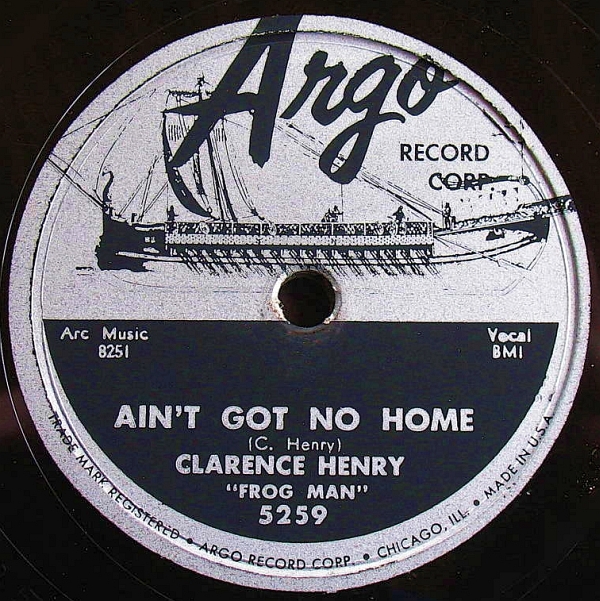 Argo
RECORD
CORP.
Arc Music
8251
Vocal
BMI
AIN'T GOT NO HOME
(C. Henry)
CLARENCE HENRY
"FROG MAN"
5259
TRADE MARK REGISTERED • ARGO RECORD CORP. • CHICAGO, ILL. • MADE IN U.S.A.